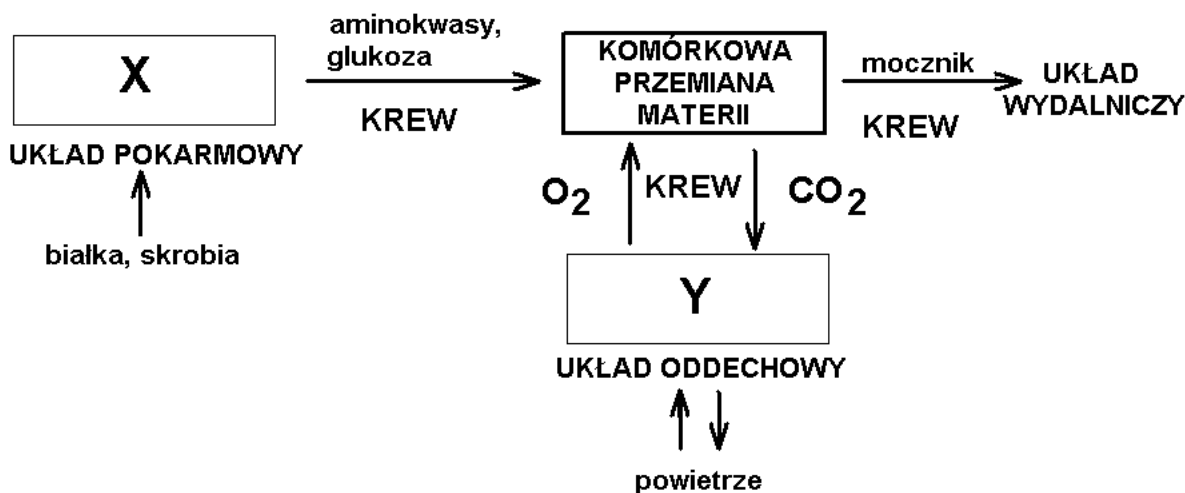 X
UKŁAD POKARMOWY
białka, skrobia
aminokwasy,
glukoza
KREW
KOMÓRKOWA
PRZEMIANA
MATERII
mocznik
KREW
UKŁAD
WYDALNICZY
O2
KREW
CO2
Y
UKŁAD ODDECHOWY
powietrze